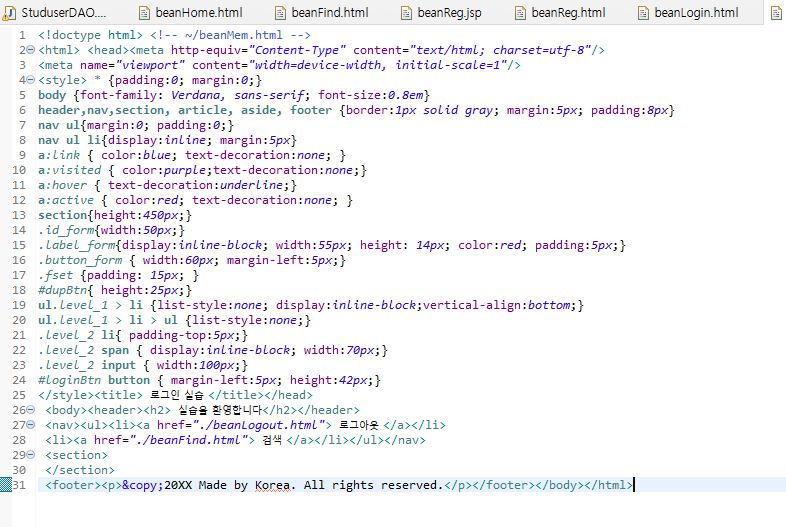 StuduserDAO....
beanHome.html
beanFind.html
beanReg.jsp
beanReg.html
beanLogin.html
1 <!doctype html> <!-- ~/beanMem.html -->
2 <html> <head><meta http-equiv="Content-Type" content="text/html; charset=utf-8"/>
3 <meta name="viewport" content="width=device-width, initial-scale=1"/>
4 <style> * {padding:0; margin:0;}
5 body {font-family: Verdana, sans-serif; font-size:0.8em}
6 header,nav,section, article, aside, footer {border:1px solid gray; margin:5px; padding:8px}
7 nav ul{margin:0; padding:0;}
8 nav ul li{display:inline; margin:5px}
9 a:link { color:blue; text-decoration:none; }
10 a:visited { color:purple;text-decoration:none;}
11 a:hover { text-decoration:underline;}
12 a:active { color:red; text-decoration:none; }
13 section{height:450px;}
14 .id_form{width:50px;}
15 .label_form{display:inline-block; width:55px; height: 14px; color:red; padding:5px;}
16 .button_form { width:60px; margin-left:5px;}
17 .fset {padding: 15px; }
18 #dupBtn{ height:25px;}
19 ul.level_1 > li {list-style:none; display:inline-block;vertical-align:bottom;}
20 ul.level_1 > li > ul {list-style:none;}
21 .level_2 li{ padding-top:5px;}
22 .level_2 span { display:inline-block; width:70px;}
23 .level_2 input { width:100px;}
24 #loginBtn button { margin-left:5px; height:42px;}
25 </style><title> 로그인 실습 </title></head>
26 <body><header><h2> 실습을 환영합니다</h2></header>
27 <nav><ul><li><a href="./beanLogout.html"> 로그아웃 </a></li>
28 <li><a href="./beanFind.html"> 검색 </a></li></ul></nav>
29 <section>
30 </section>
31 <footer><p>&copy;20XX Made by Korea. All rights reserved.</p></footer></body></html>